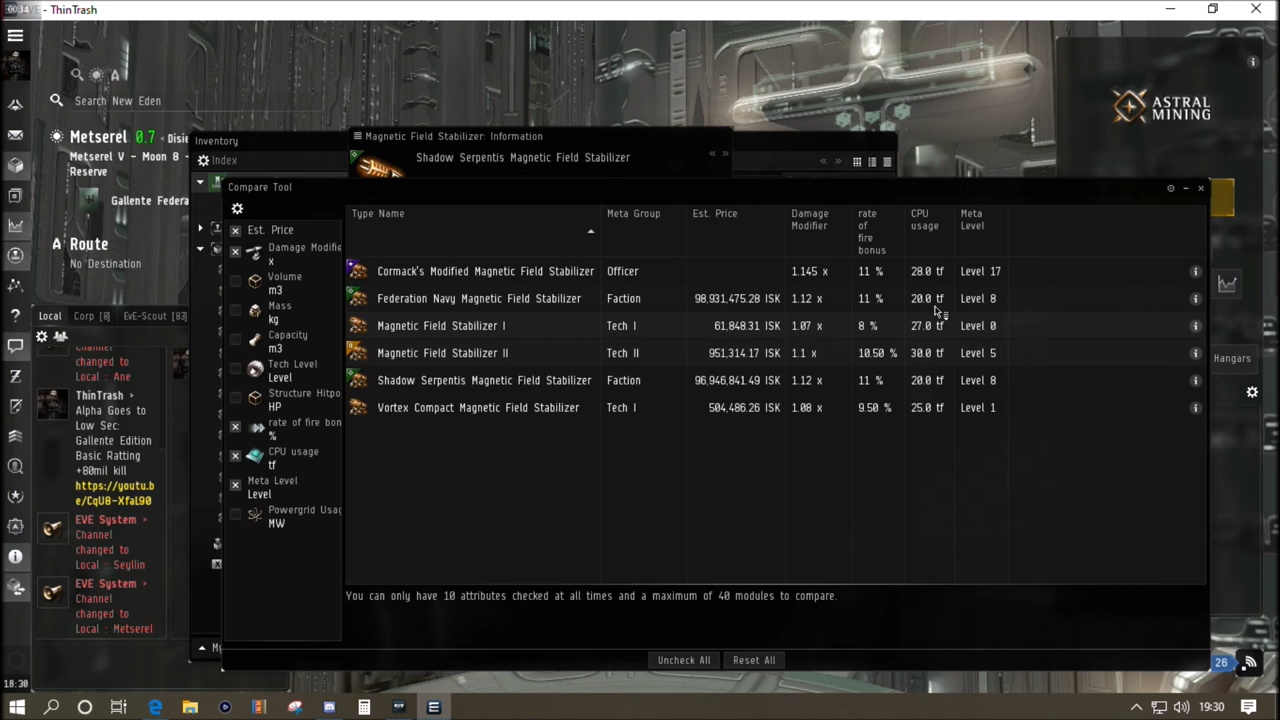 - ThinTrash
Search New Eden
Metserel 0.7 < Disie
Metserel V - Moon 8 -
Reserve
Gallente Federa
Route
No Destination
Local Corp [0] EvE-Scout [83]
changed to
Local : Ane
ThinTrash >
Alpha Goes to
Low Sec:
Gallente Edition
Basic Ratting
+80mil kill
https://youtu.b
e/CqU8-XfaL90
EVE System >
Channel
changed to
Local : Seyllin
EVE System >
Channel
changed to
Local : Metserel
18:30
Inventory
Index
Magnetic Field Stabilizer: Information
Shadow Serpentis Magnetic Field Stabilizer
ASTRAL
MINING
Compare Tool
Est. Price
Damage Modifie
x
Volume
m3
Mass
kg
Capacity
m3
Tech Level
Level
Structure Hitpo
HP
rate of fire bon
%
CPU usage
tf
Meta Level
Level
Powergrid Usag
MW
Type Name Meta Group Est. Price Damage Modifier rate of fire bonus CPU usage Meta Level
Cormack's Modified Magnetic Field Stabilizer Officer 1.145 x 11 % 28.0 tf Level 17
Federation Navy Magnetic Field Stabilizer Faction 98,931,475.28 ISK 1.12 x 11 % 20.0 tf Level 8
Magnetic Field Stabilizer I Tech I 61,848.31 ISK 1.07 x 8 % 27.0 tf Level 0
Magnetic Field Stabilizer II Tech II 951,314.17 ISK 1.1 x 10.50 % 30.0 tf Level 5
Shadow Serpentis Magnetic Field Stabilizer Faction 96,946,841.49 ISK 1.12 x 11 % 20.0 tf Level 8
Vortex Compact Magnetic Field Stabilizer Tech I 504,486.26 ISK 1.08 x 9.50 % 25.0 tf Level 1
You can only have 10 attributes checked at all times and a maximum of 40 modules to compare.
Uncheck All Reset All
Hangars
26
19:30